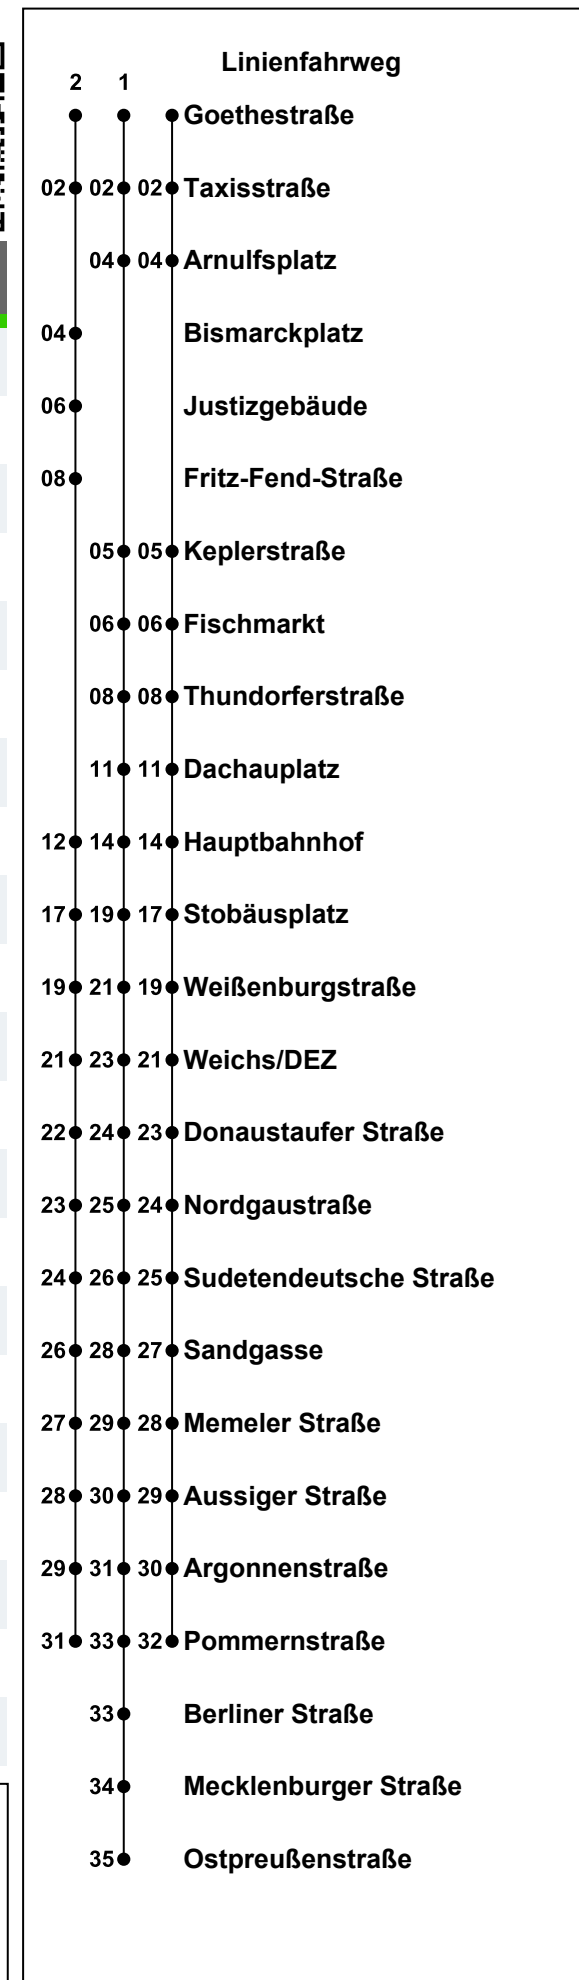 Linienfahrweg
2 1
Goethestraße
02 02 02 Taxisstraße
04 04 Arnulfsplatz
04 Bismarckplatz
06 Justizgebäude
08 Fritz-Fend-Straße
05 05 Keplerstraße
06 06 Fischmarkt
08 08 Thundorferstraße
11 11 Dachauplatz
12 14 14 Hauptbahnhof
17 19 17 Stobäusplatz
19 21 19 Weißenburgstraße
21 23 21 Weichs/DEZ
22 24 23 Donaustaufer Straße
23 25 24 Nordgaustraße
24 26 25 Sudetendeutsche Straße
26 28 27 Sandgasse
27 29 28 Memeler Straße
28 30 29 Aussiger Straße
29 31 30 Argonnenstraße
31 33 32 Pommernstraße
33 Berliner Straße
34 Mecklenburger Straße
35 Ostpreußenstraße